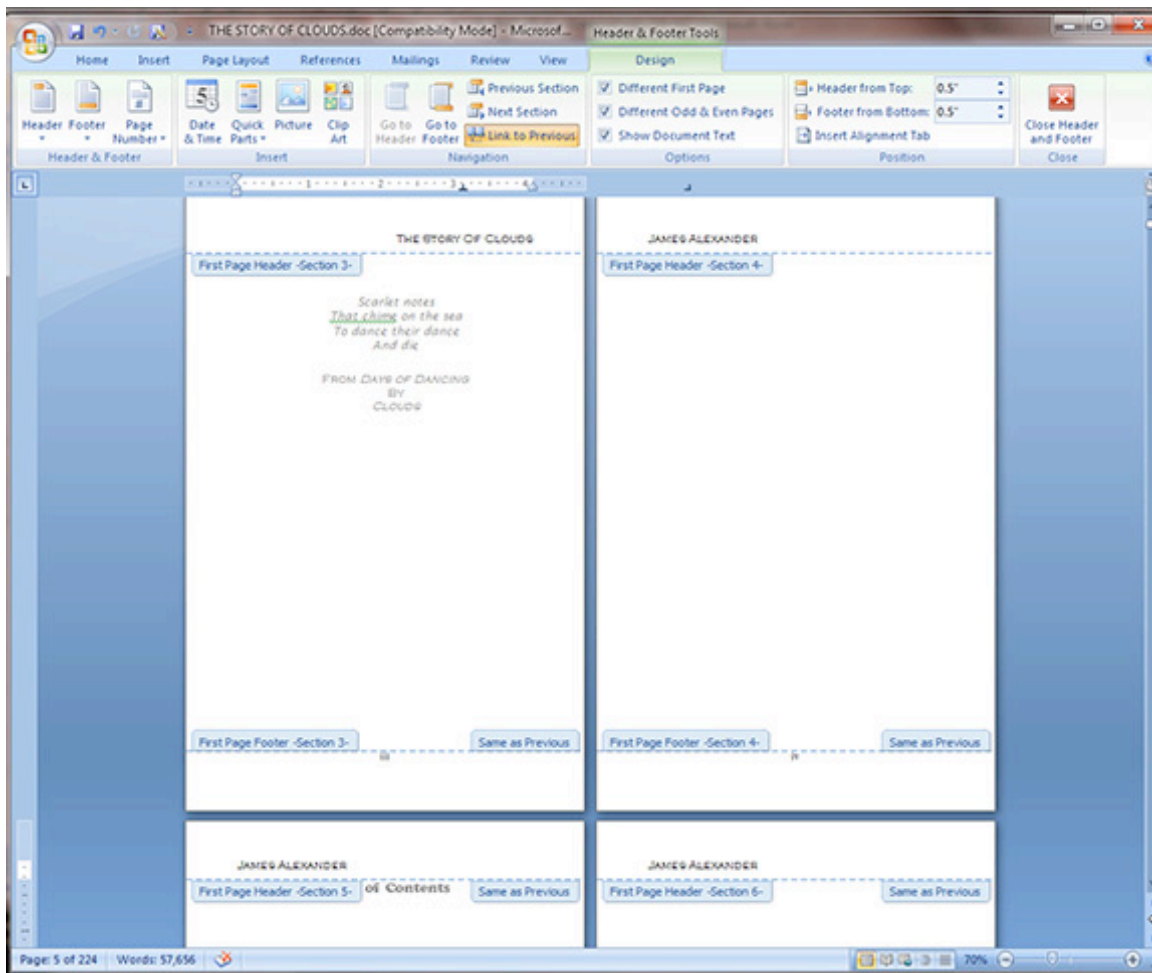 THE STORY OF CLOUDS.doc [Compatibility Mode] - Microsof...
Header & Footer Tools
Home Insert Page Layout References Mailings Review View Design
Header Footer Page Number
Date & Time Quick Parts Picture Clip Art
Go to Header Go to Footer
Previous Section
Next Section
Link to Previous
Different First Page
Different Odd & Even Pages
Show Document Text
Header from Top: 0.5"
Footer from Bottom: 0.5"
Insert Alignment Tab
Close Header and Footer
Header & Footer Insert Navigation Options Position Close
1 2 3 4
THE STORY OF CLOUDS
First Page Header -Section 3-
Scarlet notes
That chime on the sea
To dance their dance
And die
FROM DAYS OF DANCING
BY
CLOUDS
First Page Footer -Section 3- Same as Previous
iii
JAMES ALEXANDER
First Page Header -Section 4-
First Page Footer -Section 4- Same as Previous
iv
JAMES ALEXANDER
First Page Header -Section 5- of Contents Same as Previous
JAMES ALEXANDER
First Page Header -Section 6- Same as Previous
Page: 5 of 224 Words: 57,656 70%